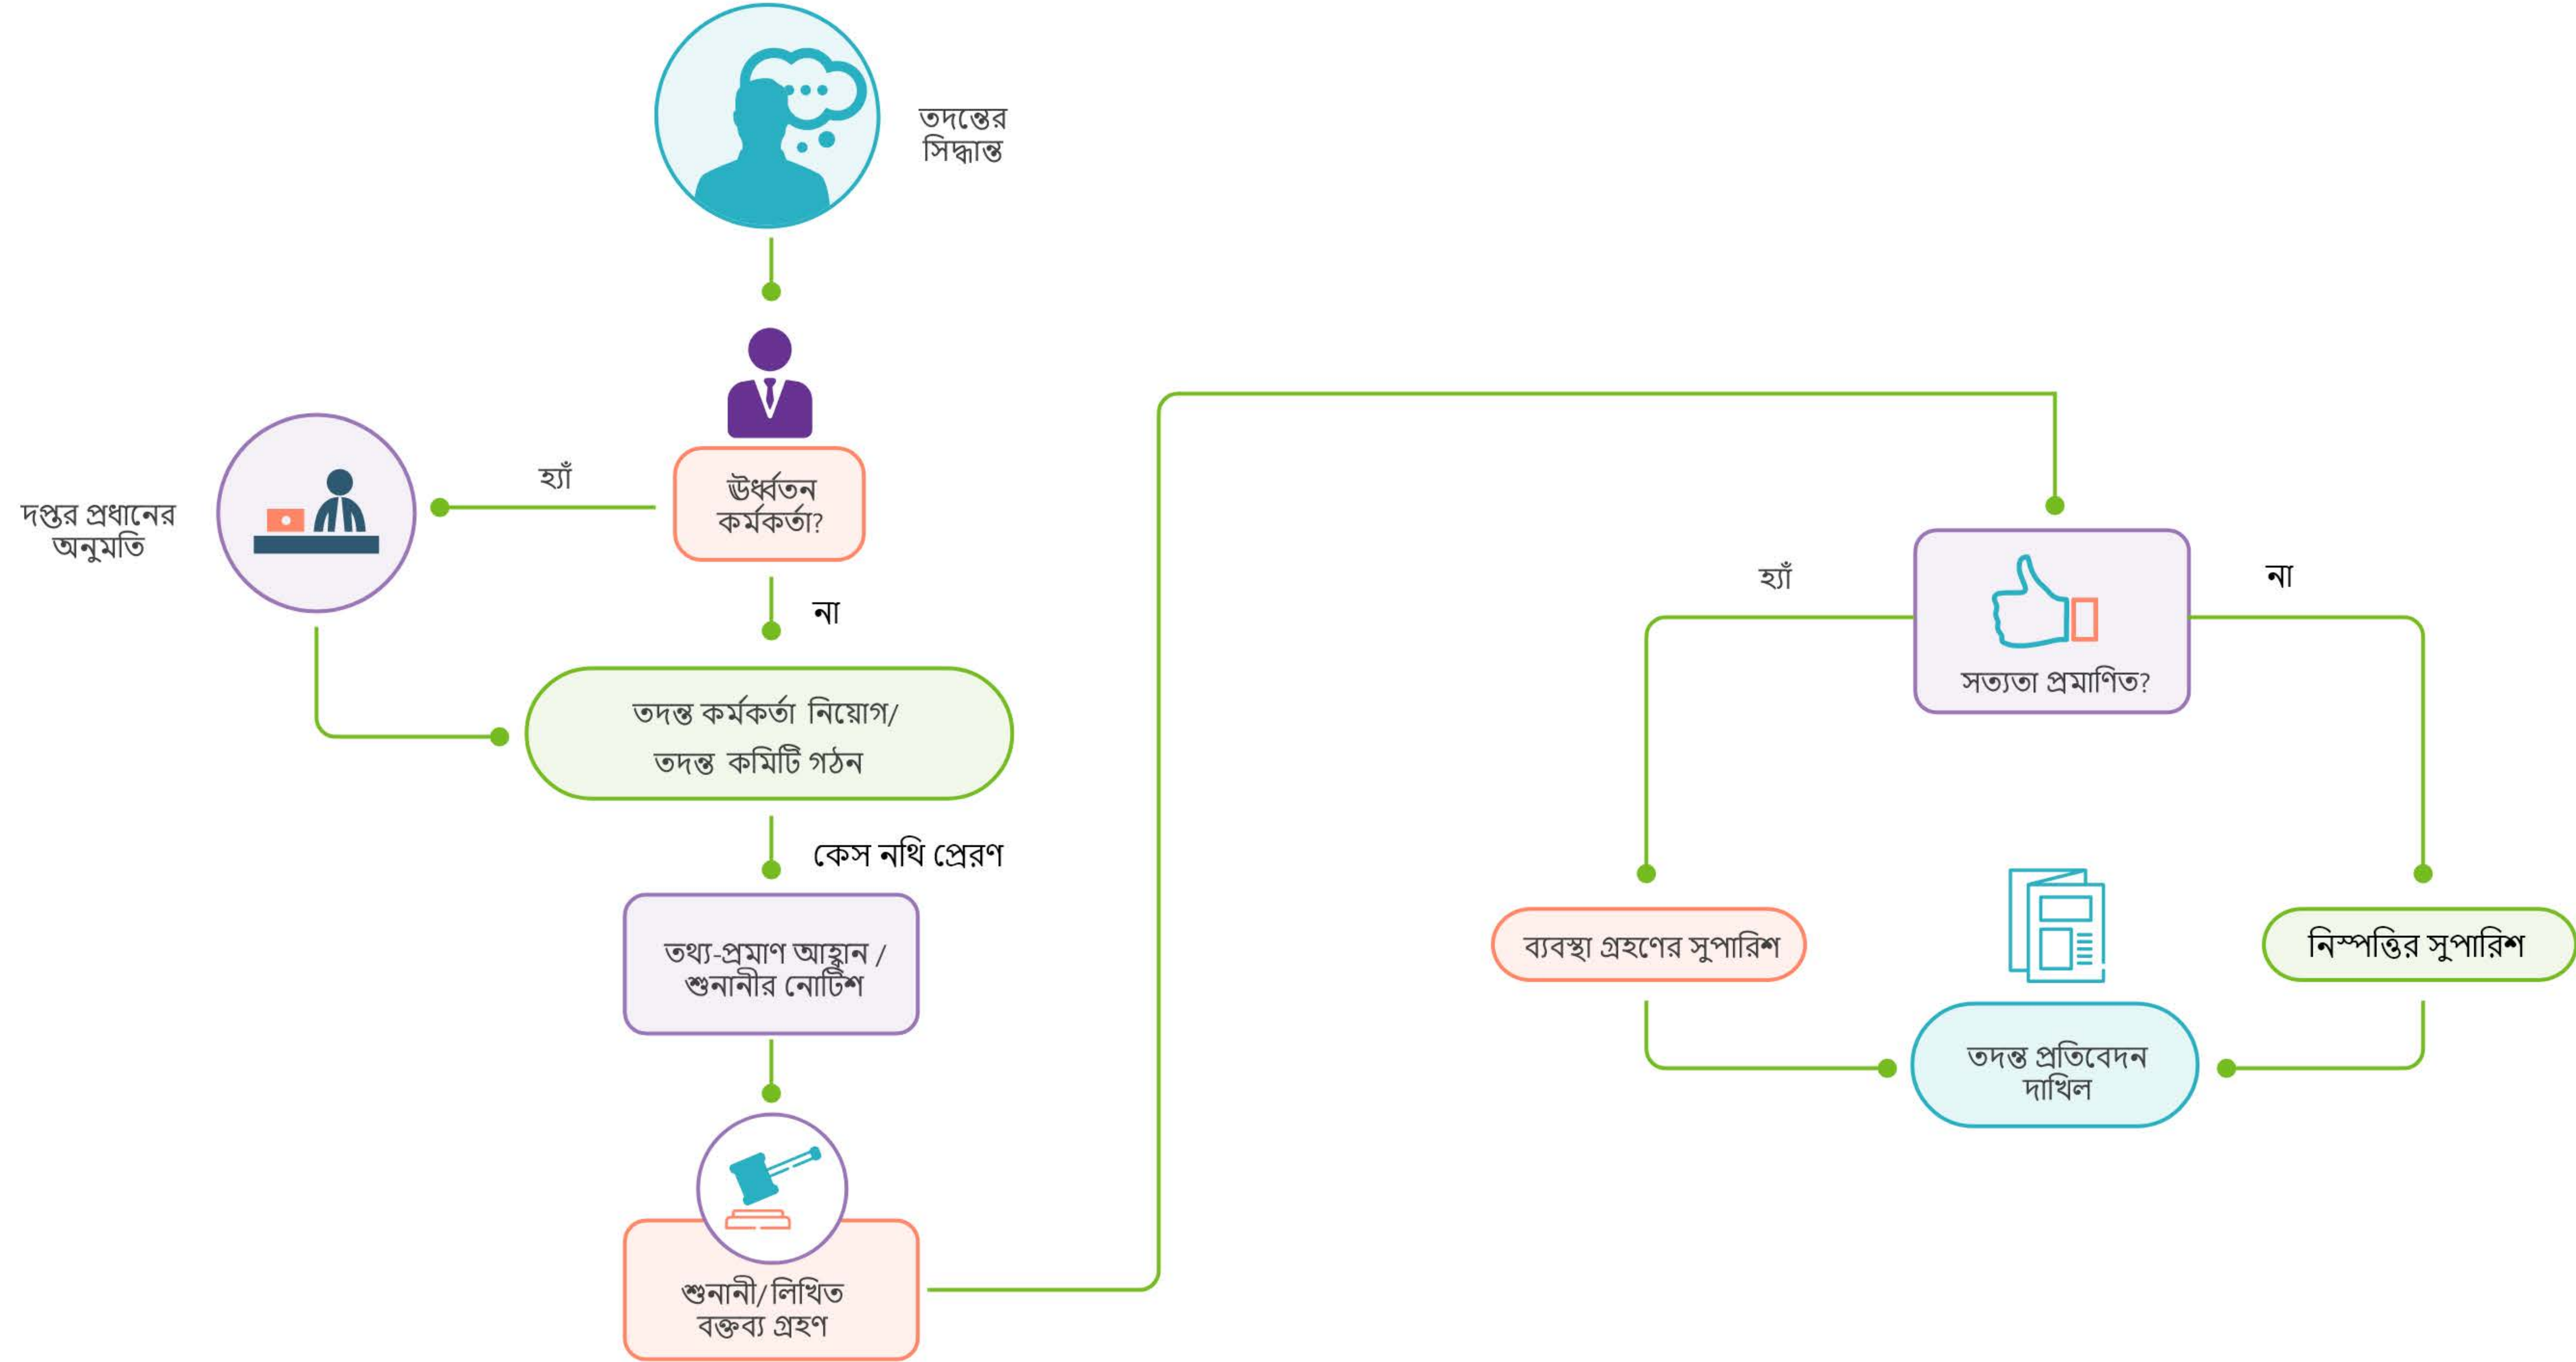 তদন্তের
সিদ্ধান্ত
ঊর্ধ্বতন
কর্মকর্তা?
হ্যাঁ
দপ্তর প্রধানের
অনুমতি
না
তদন্ত কর্মকর্তা নিয়োগ/
তদন্ত কমিটি গঠন
কেস নথি প্রেরণ
তথ্য-প্রমাণ আহ্বান /
শুনানীর নোটিশ
শুনানী/লিখিত
বক্তব্য গ্রহণ
সত্যতা প্রমাণিত?
হ্যাঁ
না
ব্যবস্থা গ্রহণের সুপারিশ
নিস্পত্তির সুপারিশ
তদন্ত প্রতিবেদন
দাখিল